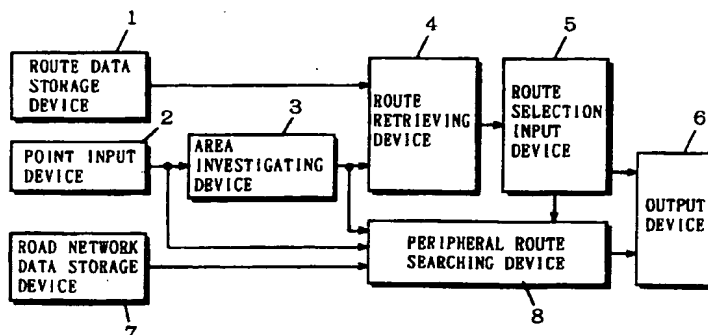 1
ROUTE DATA
STORAGE
DEVICE
2
POINT INPUT
DEVICE
3
AREA
INVESTIGATING
DEVICE
4
ROUTE
RETRIEVING
DEVICE
5
ROUTE
SELECTION
INPUT
DEVICE
6
OUTPUT
DEVICE
ROAD NETWORK
DATA STORAGE
DEVICE
7
PERIPHERAL ROUTE
SEARCHING DEVICE
8